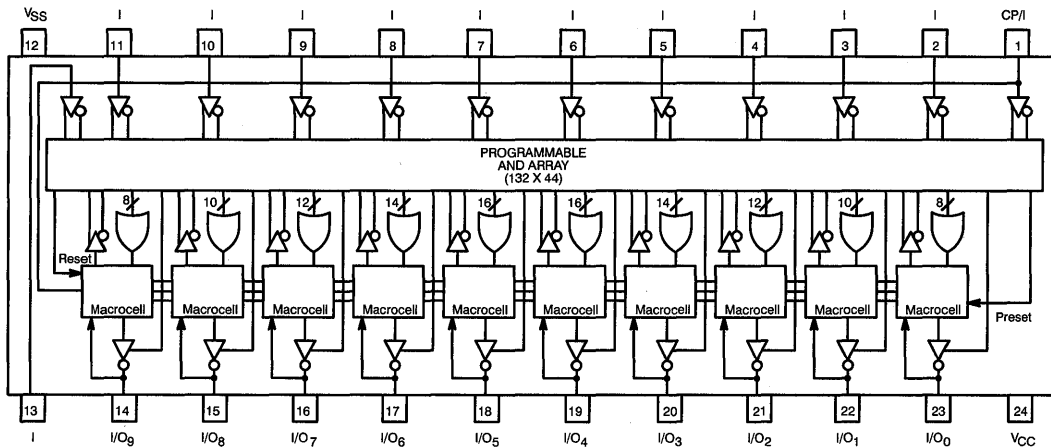 VSS I I I I I I I I I I CP/I
12 11 10 9 8 7 6 5 4 3 2 1
PROGRAMMABLE
AND ARRAY
(132 X 44)
8 10 12 14 16 16 14 12 10 8
Reset
Macrocell Macrocell Macrocell Macrocell Macrocell Macrocell Macrocell Macrocell Macrocell Macrocell
Preset
13 14 15 16 17 18 19 20 21 22 23 24
I I/O9 I/O8 I/O7 I/O6 I/O5 I/O4 I/O3 I/O2 I/O1 I/O0 VCC